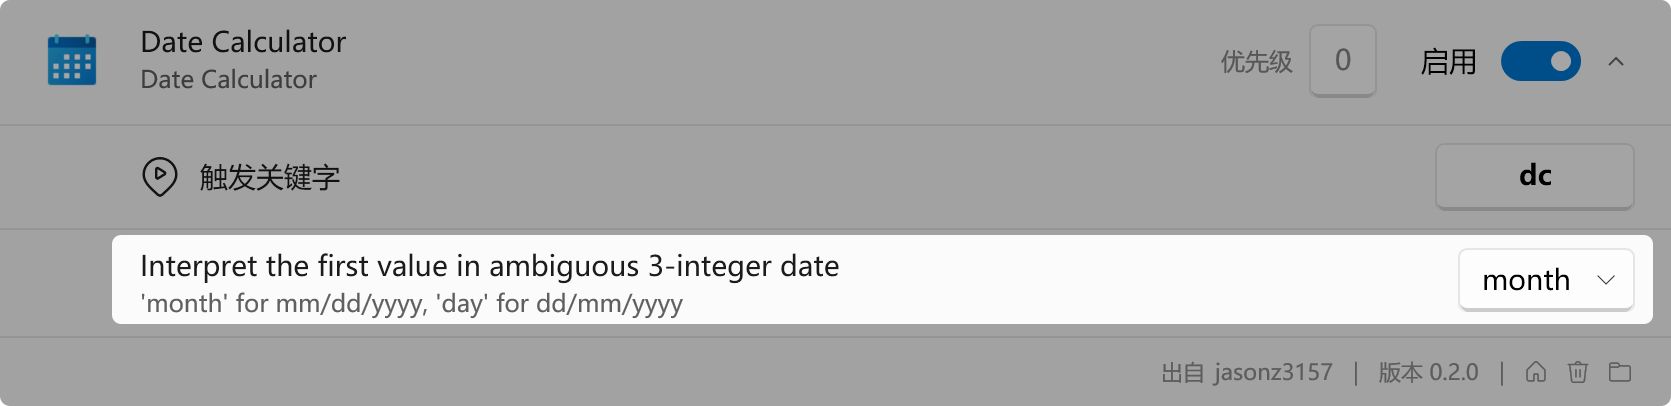 Date Calculator
Date Calculator
优先级 0 启用
触发关键字 dc
Interpret the first value in ambiguous 3-integer date
'month' for mm/dd/yyyy, 'day' for dd/mm/yyyy
month
出自 jasonz3157 | 版本 0.2.0 |